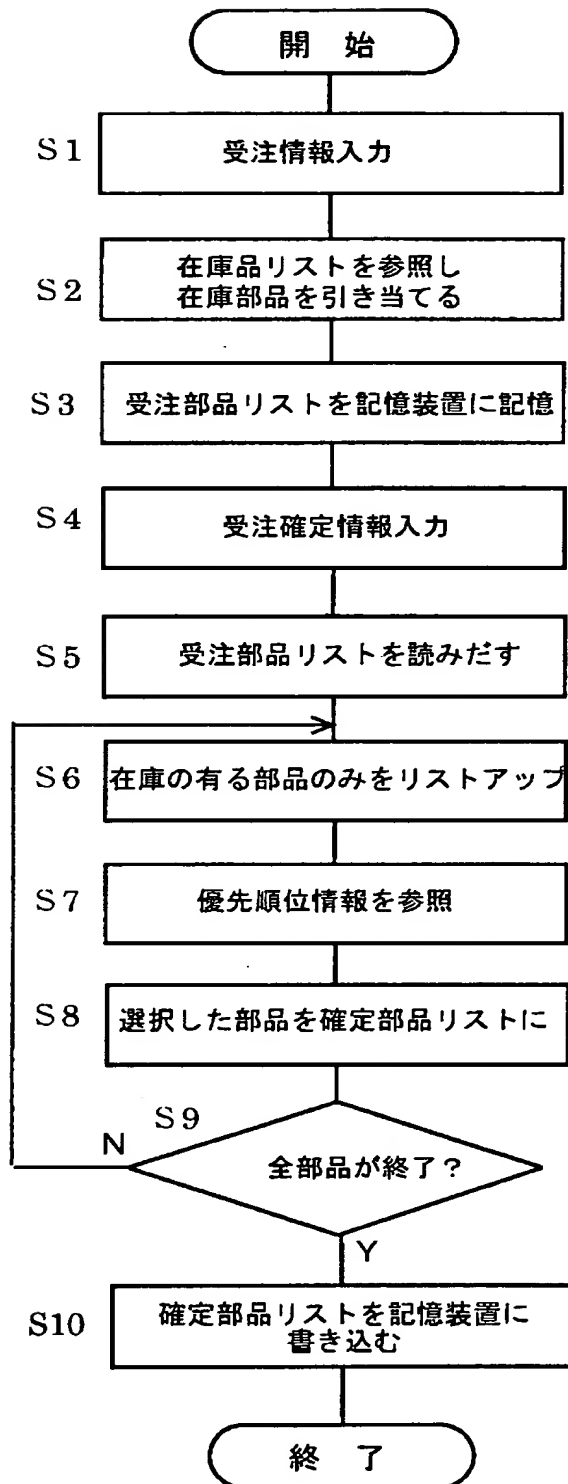 開 始
S1 受注情報入力
在庫品リストを参照し
S2 在庫部品を引き当てる
S3 受注部品リストを記憶装置に記憶
S4 受注確定情報入力
S5 受注部品リストを読みだす
S6 在庫の有る部品のみをリストアップ
S7 優先順位情報を参照
S8 選択した部品を確定部品リストに
S9
N 全部品が終了?
Y
S10 確定部品リストを記憶装置に
書き込む
終 了